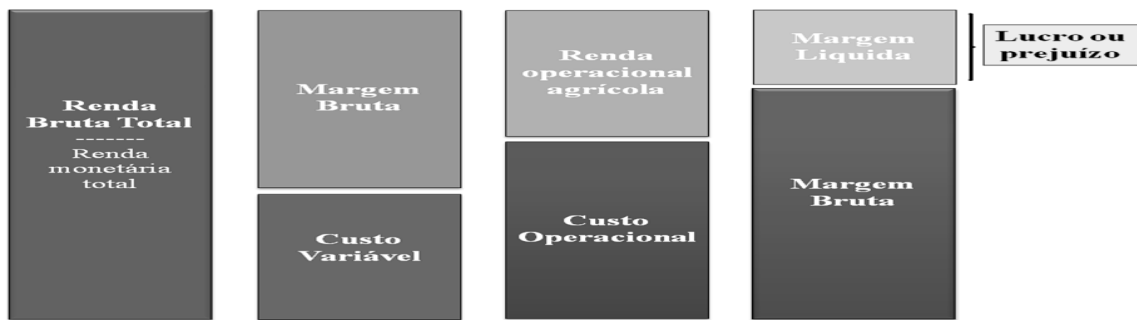 Renda
Bruta Total
-------
Renda
monetária
total
Margem
Bruta
Custo
Variável
Renda
operacional
agrícola
Custo
Operacional
Margem
Liquida
Margem
Bruta
Lucro ou
prejuízo